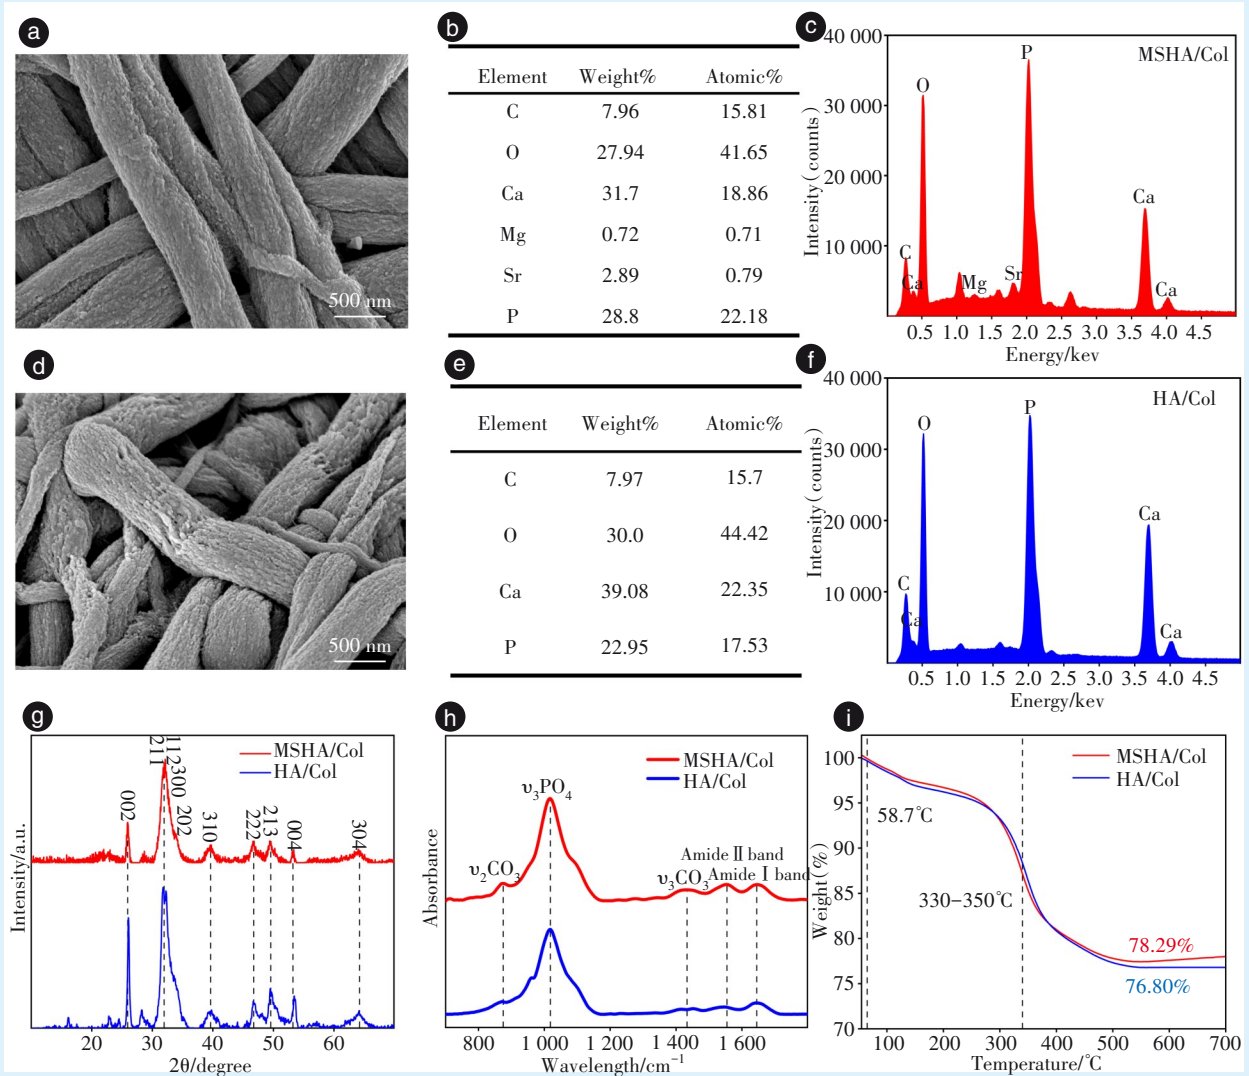 a
500 nm
b
Element Weight% Atomic%
C 7.96 15.81
O 27.94 41.65
Ca 31.7 18.86
Mg 0.72 0.71
Sr 2.89 0.79
P 28.8 22.18
c
MSHA/Col
Intensity(counts)
40 000
30 000
20 000
10 000
C
Ca
O
Mg
Sr
P
Ca
Ca
0.5 1.0 1.5 2.0 2.5 3.0 3.5 4.0 4.5
Energy/kev
d
500 nm
e
Element Weight% Atomic%
C 7.97 15.7
O 30.0 44.42
Ca 39.08 22.35
P 22.95 17.53
f
HA/Col
Intensity(counts)
40 000
30 000
20 000
10 000
C
Ca
O
P
Ca
Ca
0.5 1.0 1.5 2.0 2.5 3.0 3.5 4.0 4.5
Energy/kev
g
MSHA/Col
HA/Col
Intensity/a.u.
002
211
112
300
202
310
222
213
004
304
20 30 40 50 60
2θ/degree
h
MSHA/Col
HA/Col
Absorbance
υ2CO3
υ3PO4
υ3CO3
Amide II band
Amide I band
800 1 000 1 200 1 400 1 600
Wavelength/cm−1
i
MSHA/Col
HA/Col
Weight(%)
100
95
90
85
80
75
70
58.7℃
330−350℃
78.29%
76.80%
100 200 300 400 500 600 700
Temperature/℃